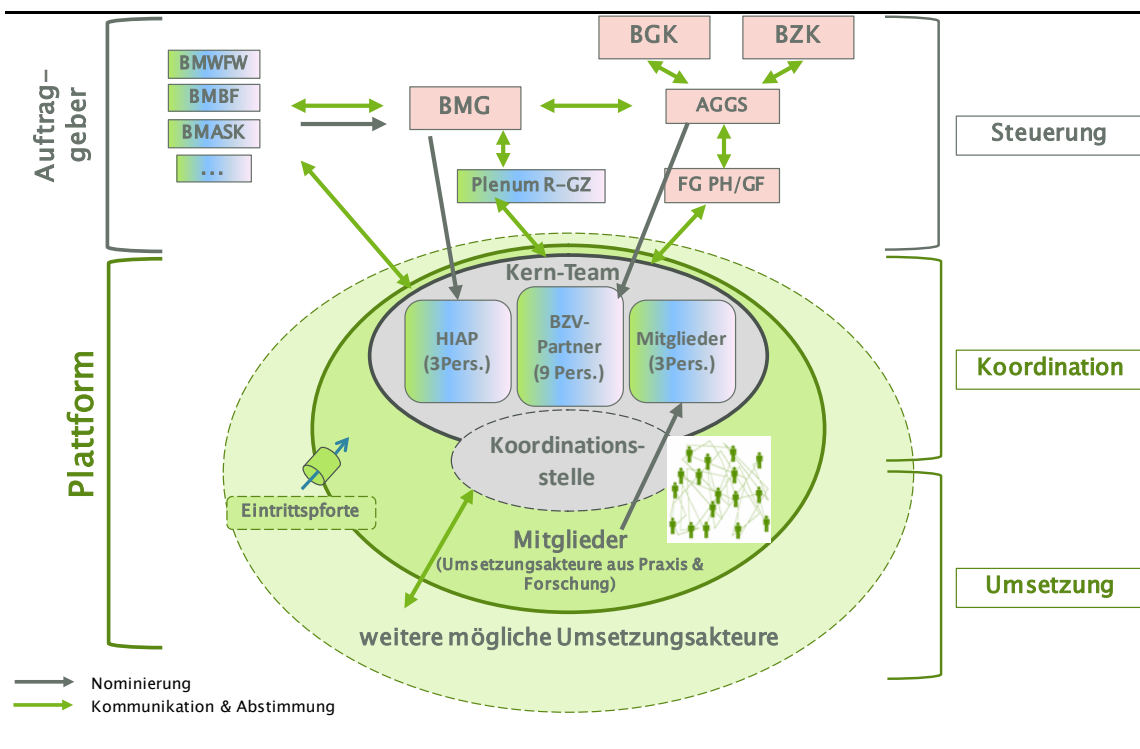 Auftrag-
geber
BMWFW
BMBF
BMASK
...
BMG
BGK
BZK
AGGS
Plenum R-GZ
FG PH/GF
Steuerung
Plattform
Kern-Team
HIAP
(3Pers.)
BZV-
Partner
(9 Pers.)
Mitglieder
(3Pers.)
Koordination
Koordinations-
stelle
Eintrittspforte
Mitglieder
(Umsetzungsakteure aus Praxis &
Forschung)
Umsetzung
weitere mögliche Umsetzungsakteure
Nominierung
Kommunikation & Abstimmung